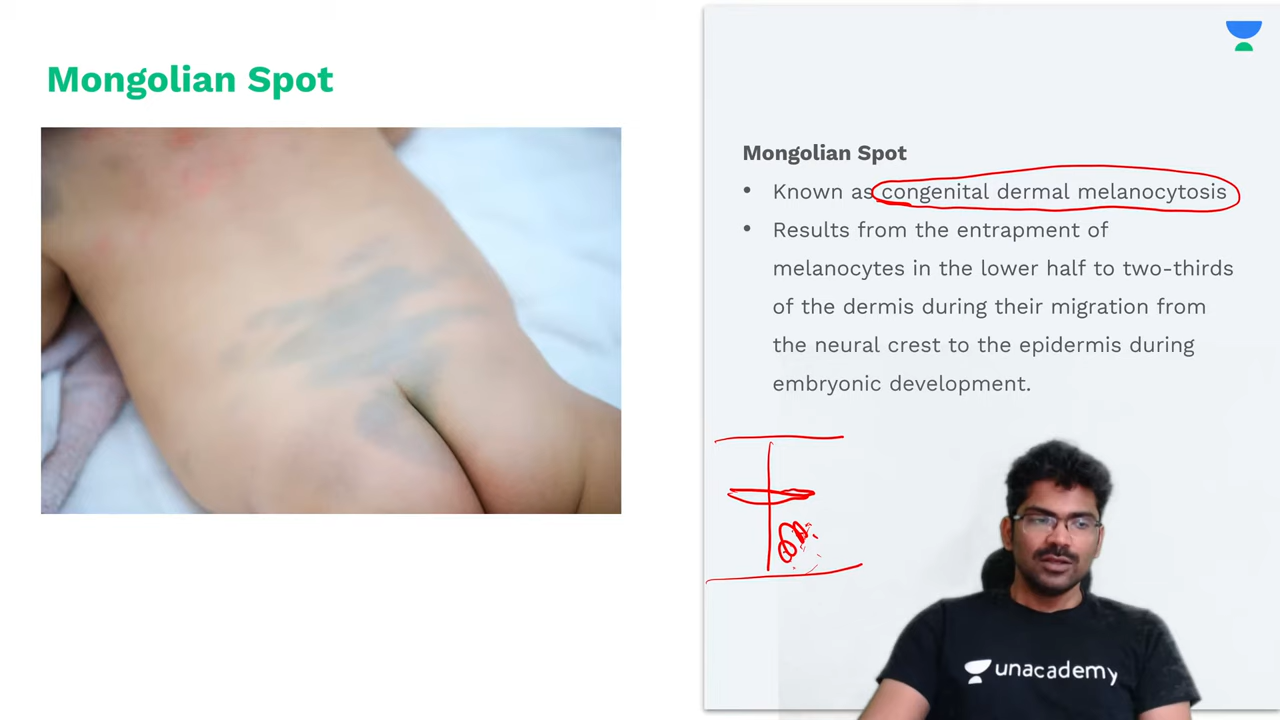 Mongolian Spot
Mongolian Spot
• Known as congenital dermal melanocytosis
• Results from the entrapment of
melanocytes in the lower half to two-thirds
of the dermis during their migration from
the neural crest to the epidermis during
embryonic development.
unacademy